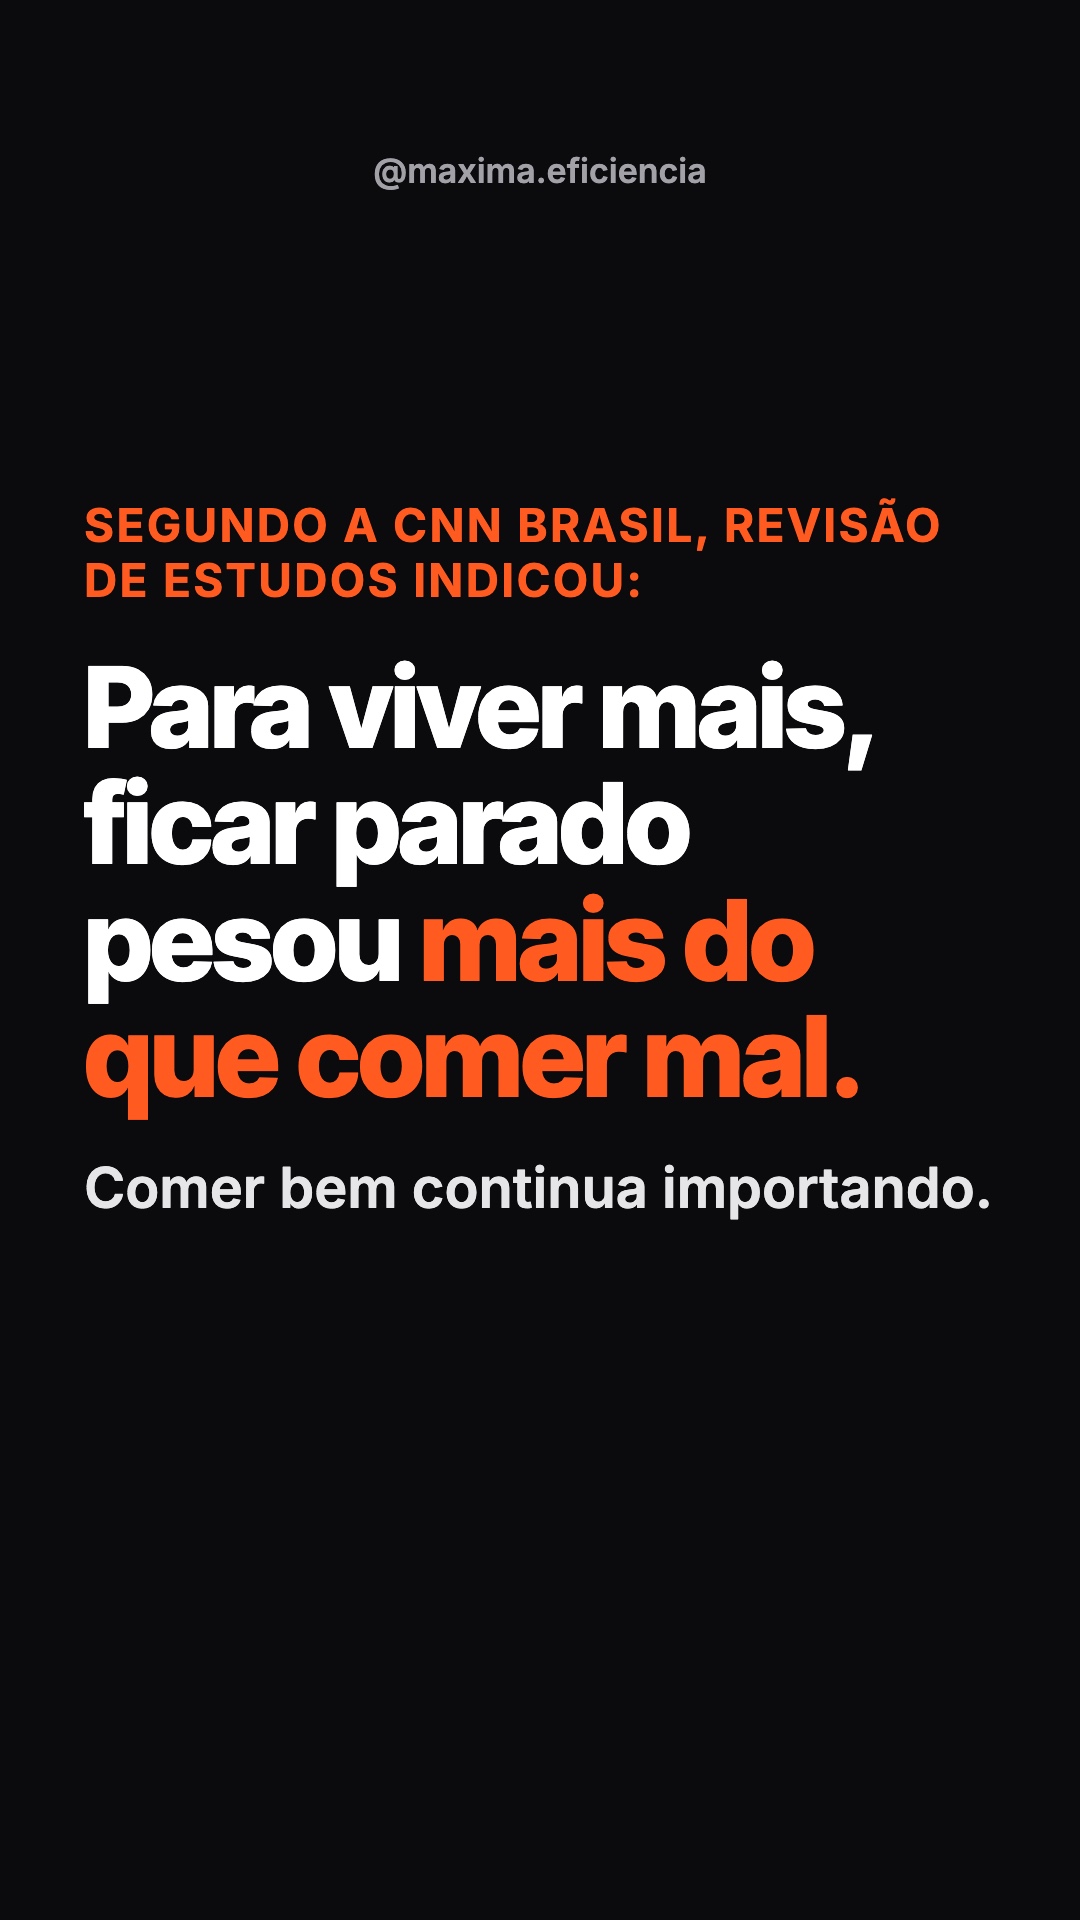 @maxima.eficiencia
SEGUNDO A CNN BRASIL, REVISÃO
DE ESTUDOS INDICOU:
Para viver mais,
ficar parado
pesou mais do
que comer mal.
Comer bem continua importando.